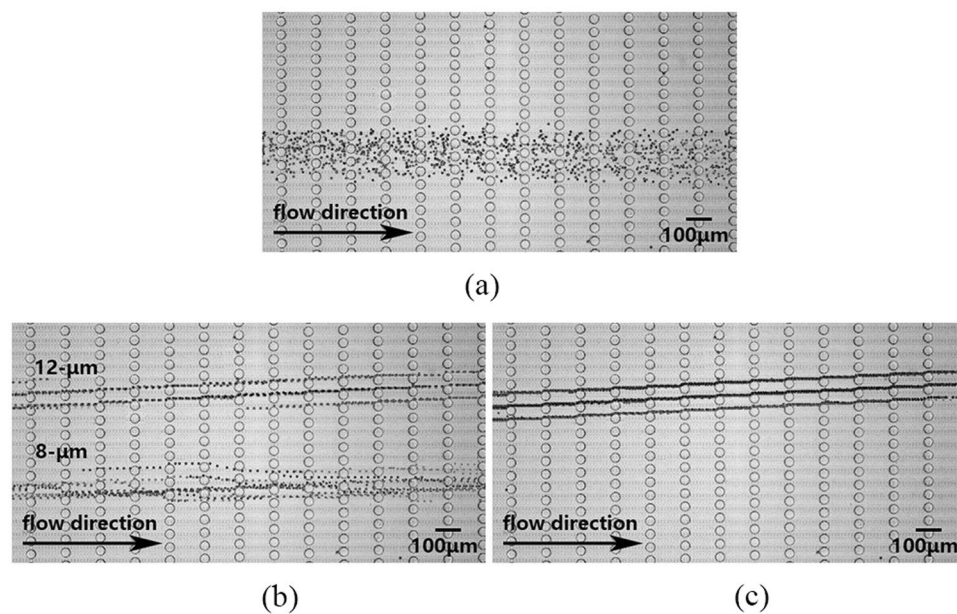 flow direction
100μm
(a)
12-μm
8-μm
flow direction
100μm
flow direction
100μm
(b)
(c)